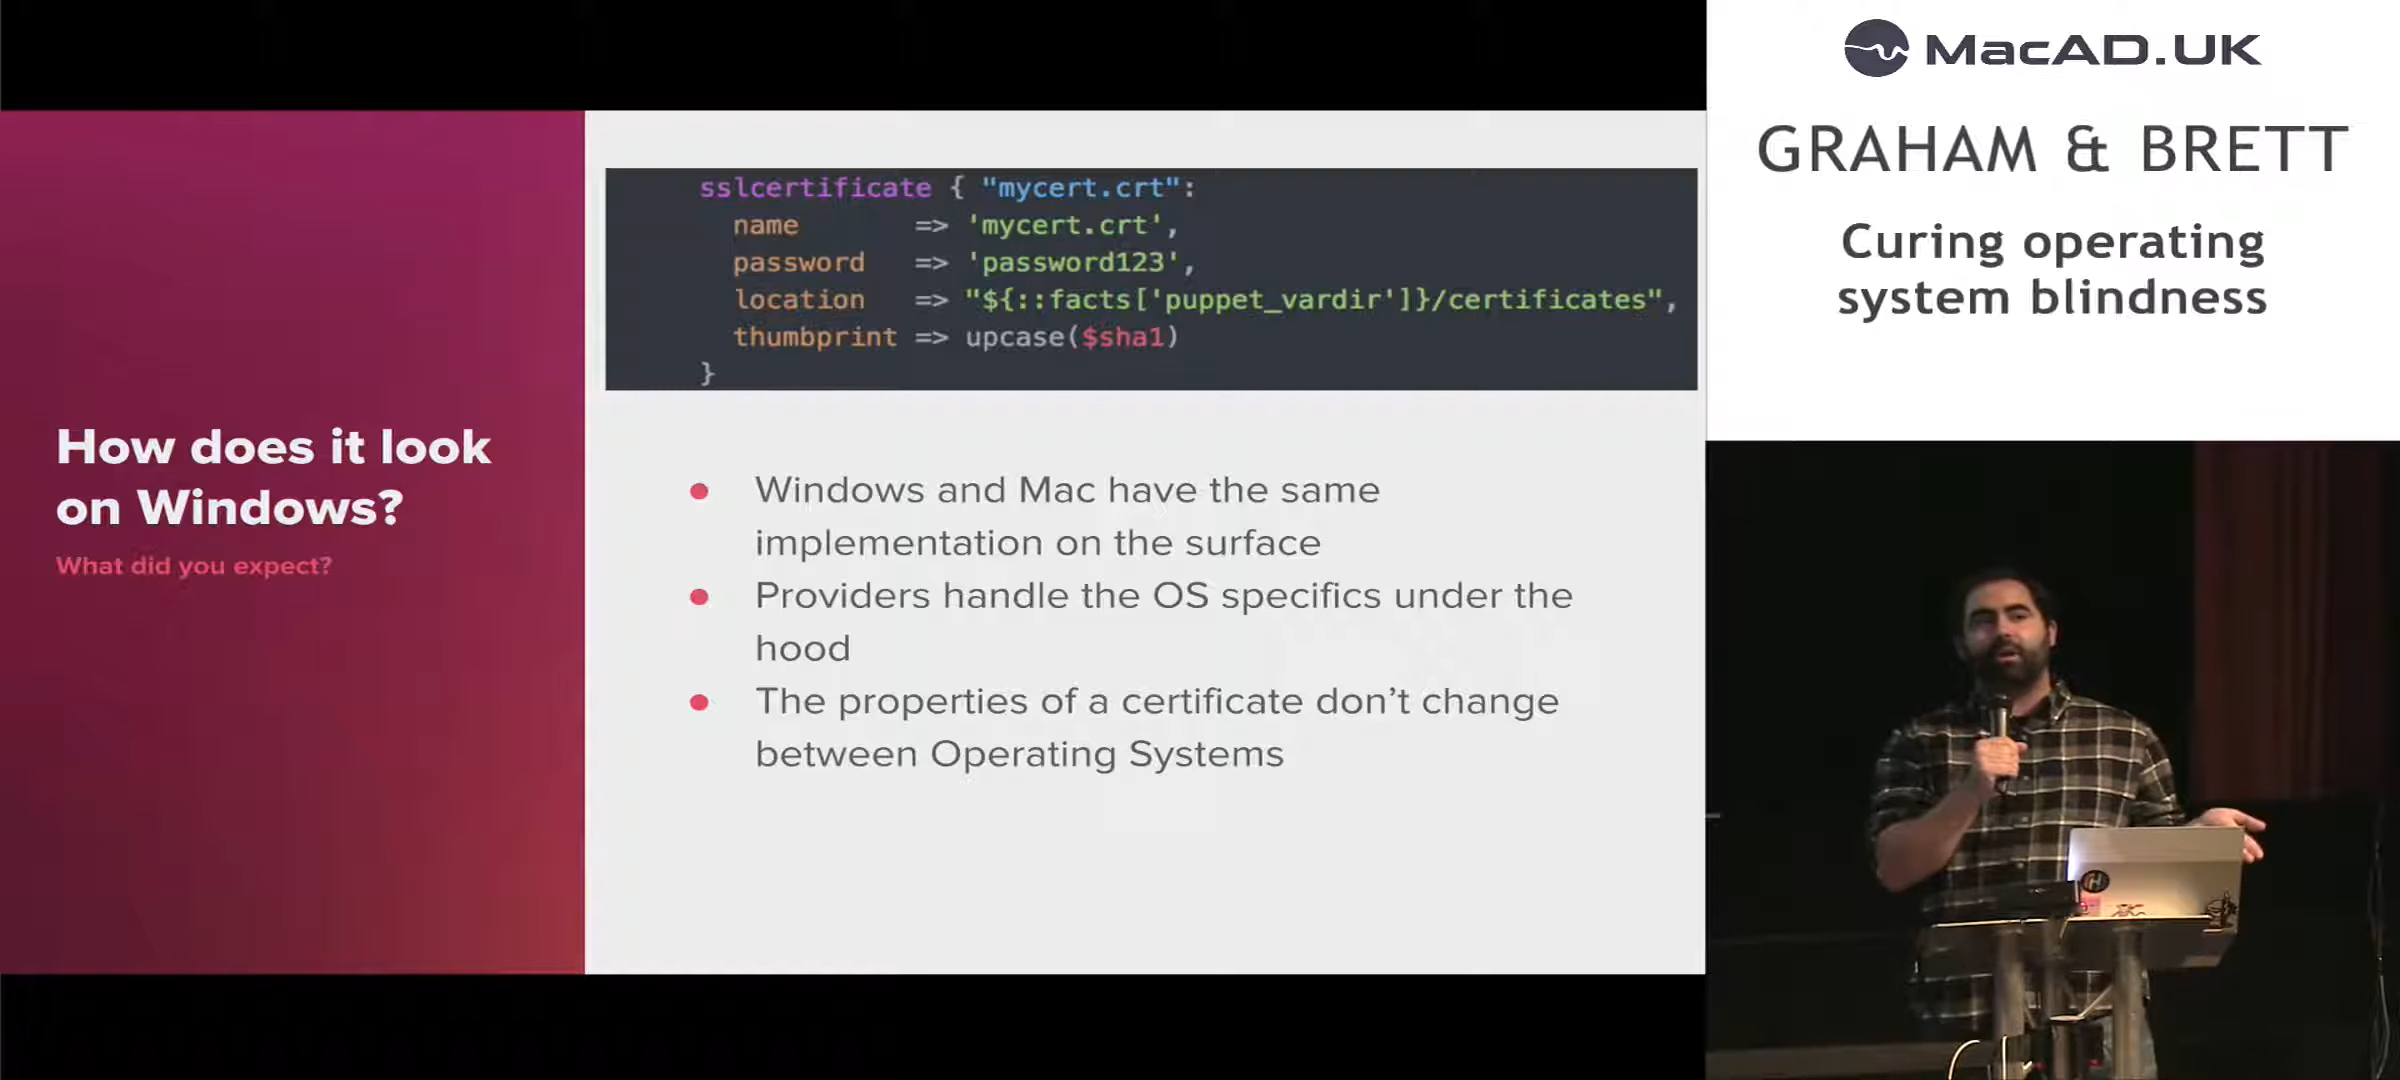 MacAD.UK
GRAHAM & BRETT
Curing operating
system blindness
How does it look
on Windows?
What did you expect?
sslcertificate { "mycert.crt":
name => 'mycert.crt',
password => 'password123',
location => "${::facts['puppet_vardir']}/certificates",
thumbprint => upcase($sha1)
}
● Windows and Mac have the same
implementation on the surface
● Providers handle the OS specifics under the
hood
● The properties of a certificate don’t change
between Operating Systems